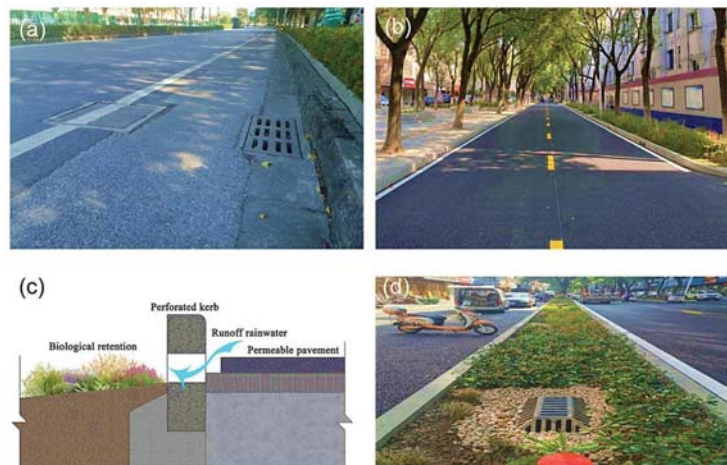 (a)
(b)
(c)
Perforated kerb
Runoff rainwater
Biological retention
Permeable pavement
(d)